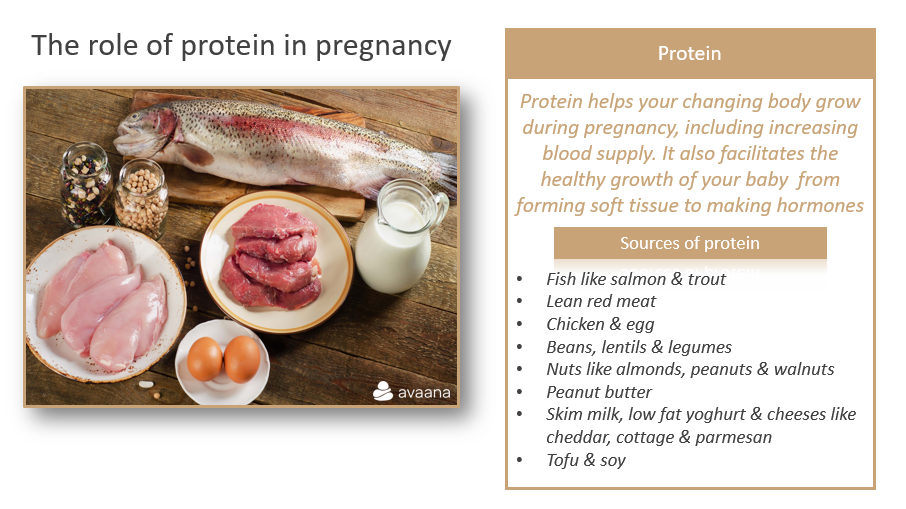 The role of protein in pregnancy
avaana
Protein
Protein helps your changing body grow
during pregnancy, including increasing
blood supply. It also facilitates the
healthy growth of your baby  from
forming soft tissue to making hormones
Sources of protein
• Fish like salmon & trout
• Lean red meat
• Chicken & egg
• Beans, lentils & legumes
• Nuts like almonds, peanuts & walnuts
• Peanut butter
• Skim milk, low fat yoghurt & cheeses like
cheddar, cottage & parmesan
• Tofu & soy